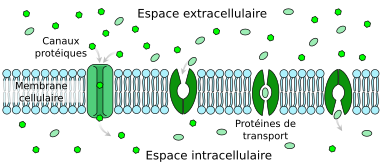 Espace extracellulaire
Canaux
protéiques
Membrane
cellulaire
Protéines de
transport
Espace intracellulaire